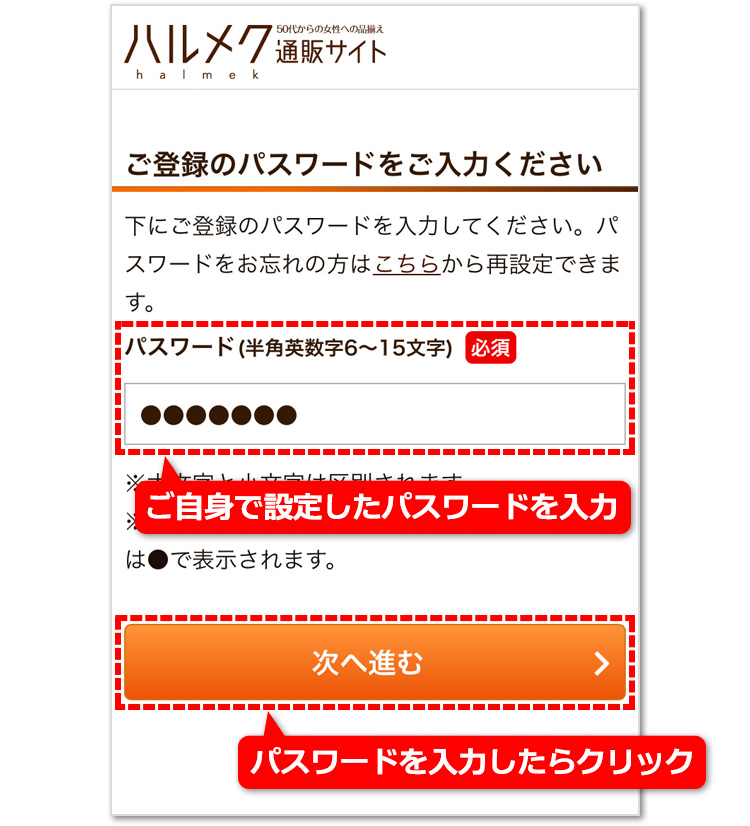 ハルメク
halmek
50代からの女性への品揃え
通販サイト
ご登録のパスワードをご入力ください
下にご登録のパスワードを入力してください。パ
スワードをお忘れの方はこちらから再設定できま
す。
パスワード(半角英数字6〜15文字) 必須
●●●●●●●
※大文字と小文字は区別されます
ご自身で設定したパスワードを入力
※
は●で表示されます。
次へ進む
パスワードを入力したらクリック